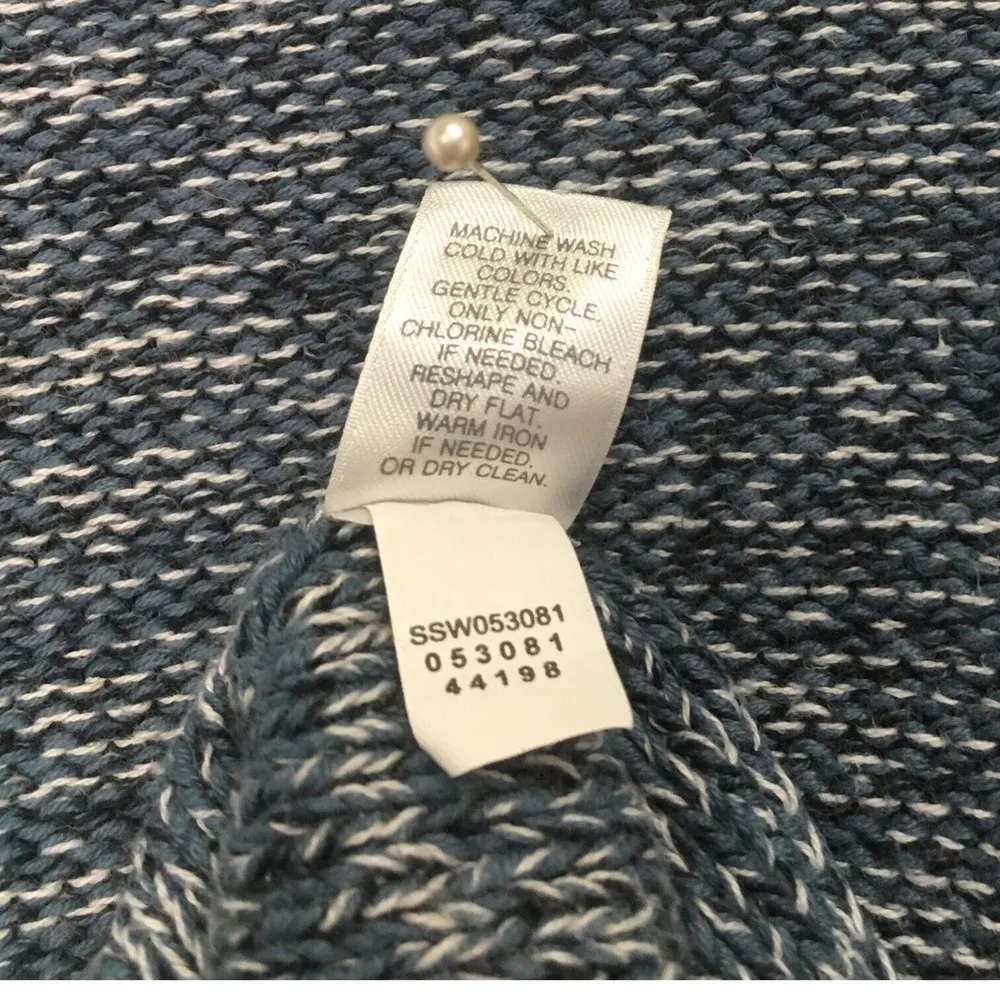 MACHINE WASH
COLD WITH LIKE
COLORS.
GENTLE CYCLE.
ONLY NON-
CHLORINE BLEACH
IF NEEDED.
RESHAPE AND
DRY FLAT.
WARM IRON
IF NEEDED.
OR DRY CLEAN.
SSW053081
053081
44198